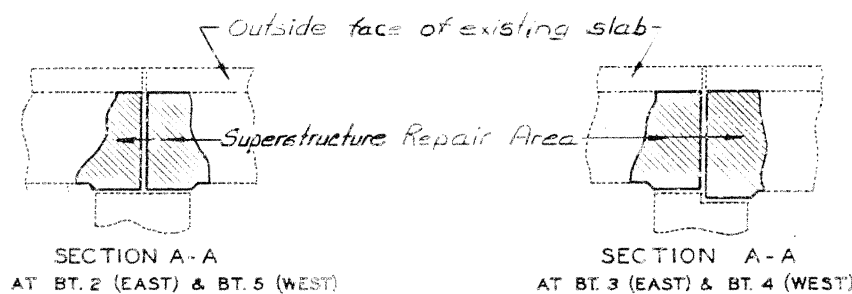 Outside face of existing slab
Superstructure Repair Area
SECTION A-A
AT BT. 2 (EAST) & BT. 5 (WEST)
SECTION A-A
AT BT. 3 (EAST) & BT. 4 (WEST)